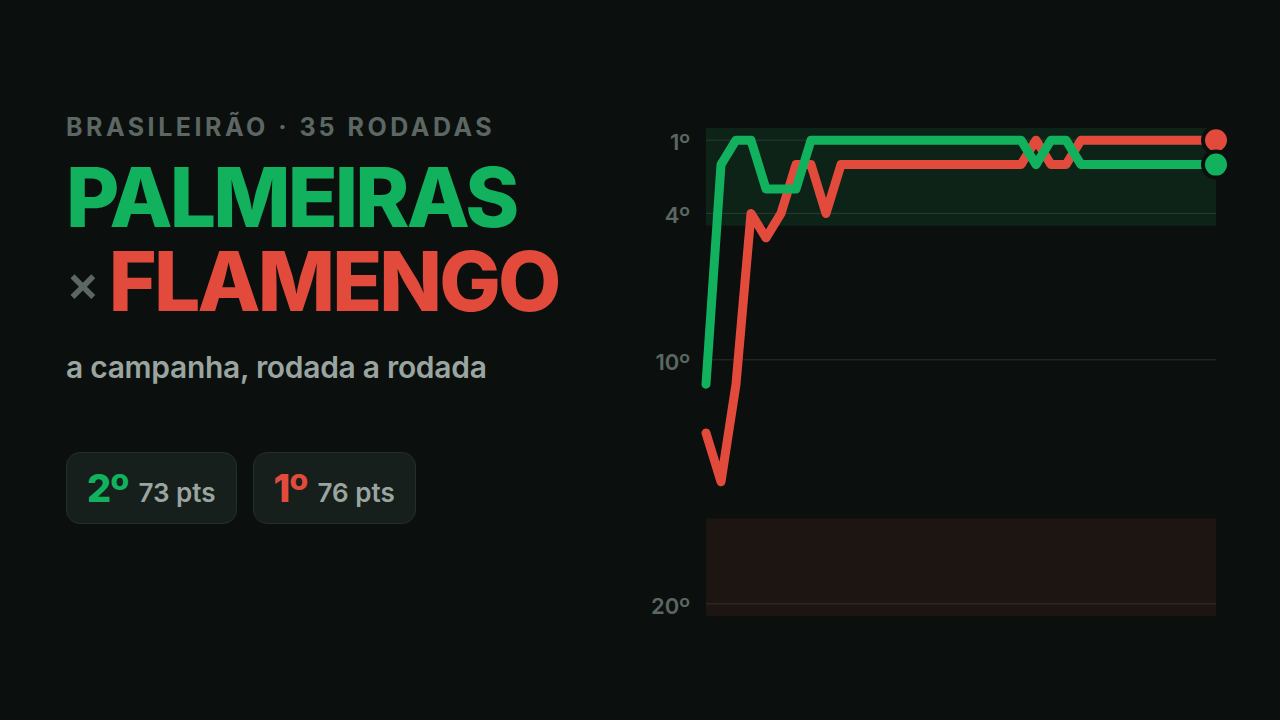 BRASILEIRÃO · 35 RODADAS
PALMEIRAS
× FLAMENGO
a campanha, rodada a rodada
2º 73 pts
1º 76 pts
1º
4º
10º
20º